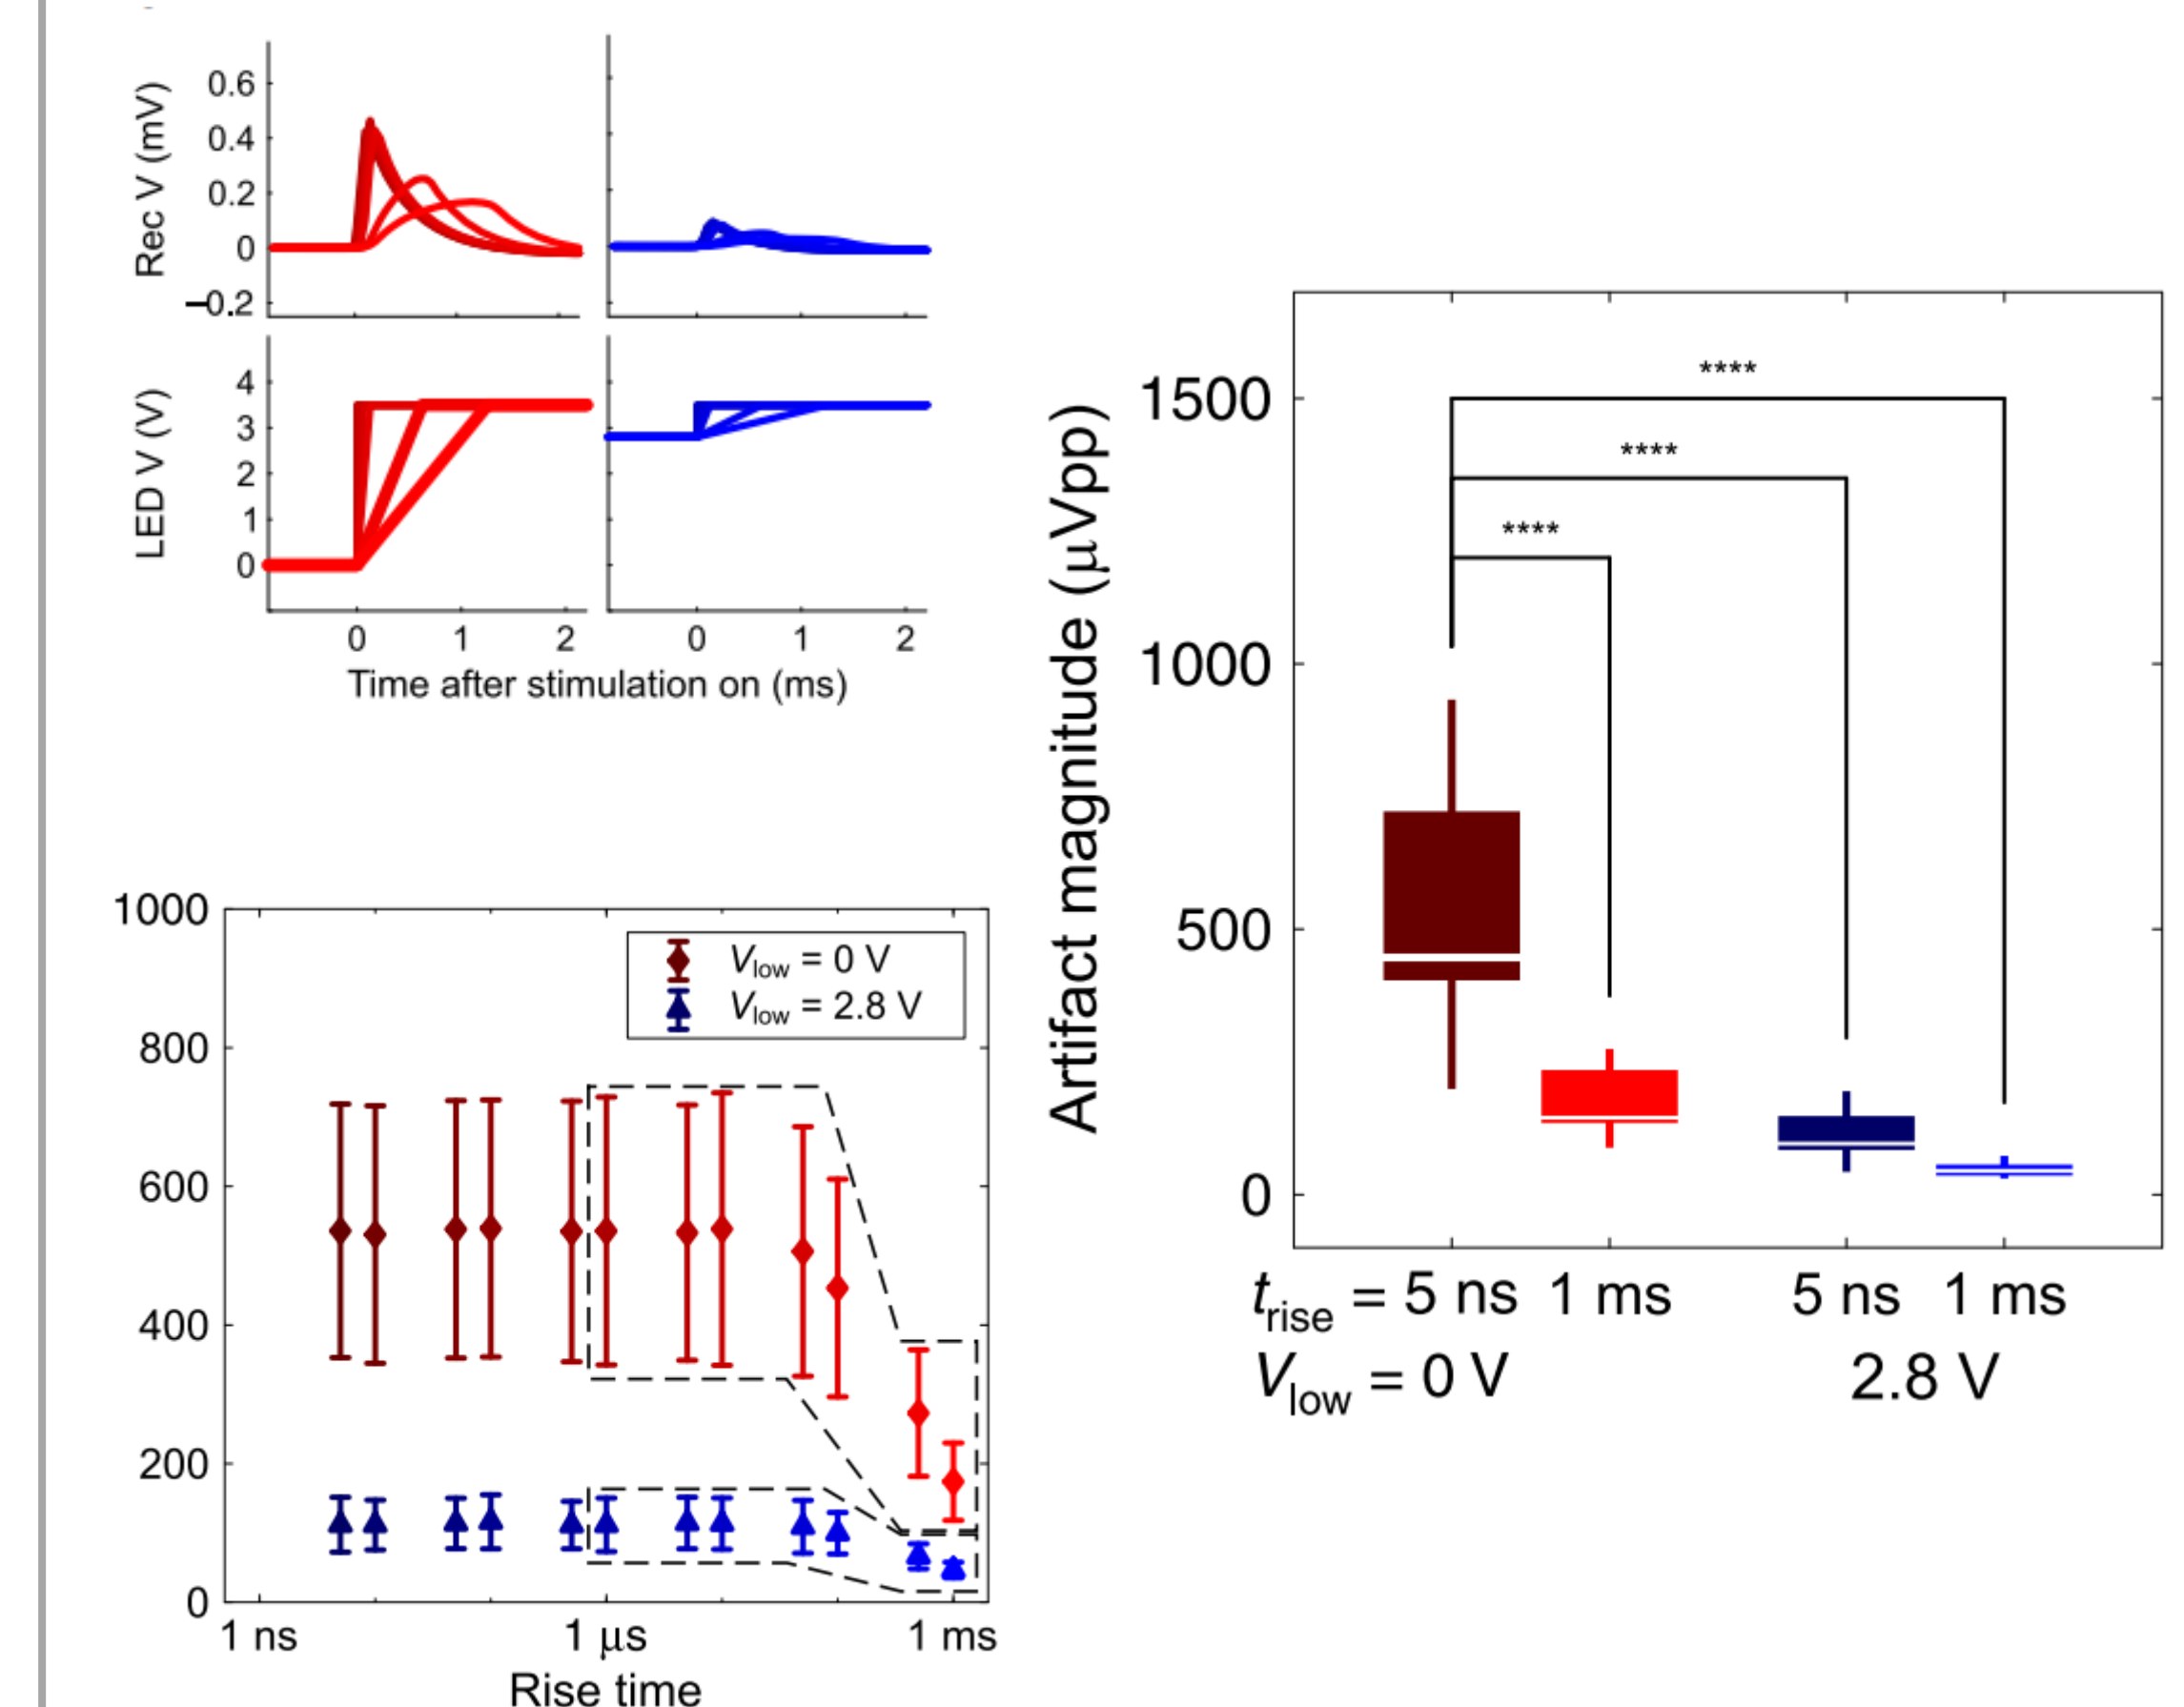 Rec V (mV)
0.6
0.4
0.2
0
−0.2
LED V (V)
4
3
2
1
0
0 1 2
0 1 2
Time after stimulation on (ms)
1000
800
600
400
200
0
Vlow = 0 V
Vlow = 2.8 V
1 ns 1 μs 1 ms
Rise time
Artifact magnitude (μVpp)
1500
1000
500
0
****
****
****
trise = 5 ns 1 ms 5 ns 1 ms
Vlow = 0 V 2.8 V